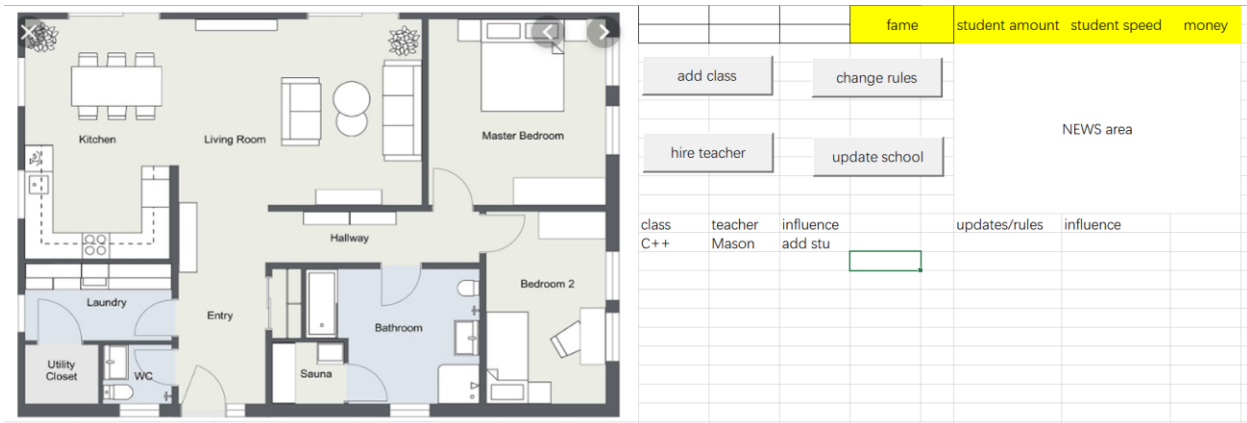 Kitchen
Living Room
Master Bedroom
Hallway
Laundry
Entry
Bathroom
Bedroom 2
Utility
Closet
WC
Sauna
fame student amount student speed money
add class change rules
NEWS area
hire teacher update school
class teacher influence updates/rules influence
C++ Mason add stu